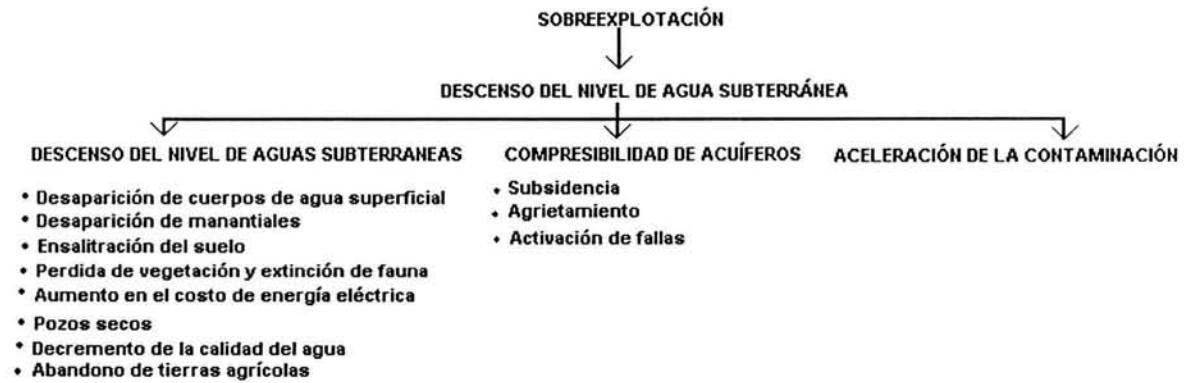 SOBREEXPLOTACIÓN
DESCENSO DEL NIVEL DE AGUA SUBTERRÁNEA
DESCENSO DEL NIVEL DE AGUAS SUBTERRANEAS
• Desaparición de cuerpos de agua superficial
• Desaparición de manantiales
• Ensalitración del suelo
• Perdida de vegetación y extinción de fauna
• Aumento en el costo de energía eléctrica
• Pozos secos
• Decremento de la calidad del agua
• Abandono de tierras agrícolas
COMPRESIBILIDAD DE ACUÍFEROS
• Subsidencia
• Agrietamiento
• Activación de fallas
ACELERACIÓN DE LA CONTAMINACIÓN